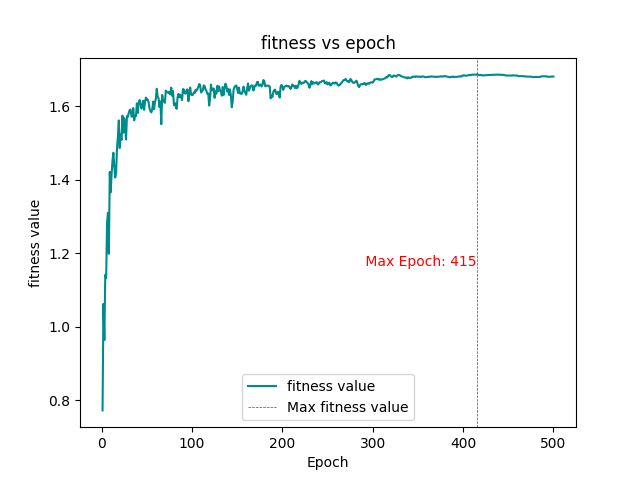 fitness vs epoch
fitness value
1.6
1.4
1.2
1.0
0.8
Max Epoch: 415
fitness value
Max fitness value
0
100
200
300
400
500
Epoch